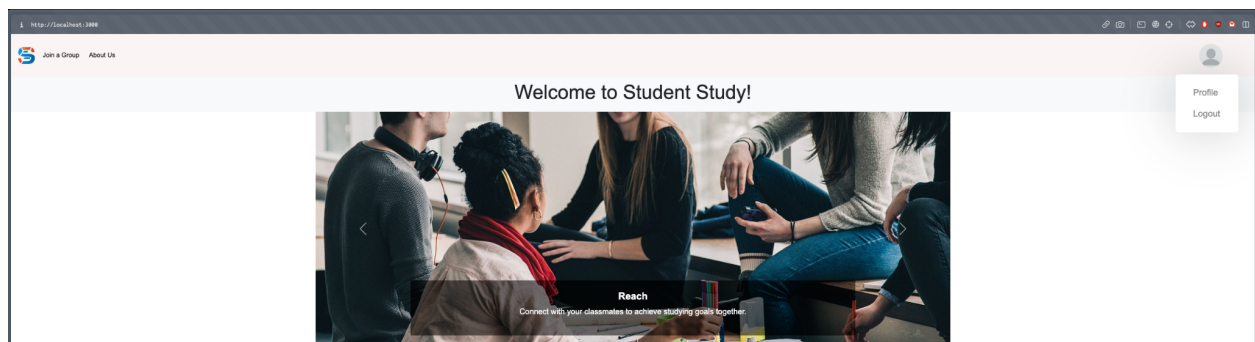 http://localhost:3000
Join a Group About Us
Welcome to Student Study!
Profile
Logout
Reach
Connect with your classmates to achieve studying goals together.